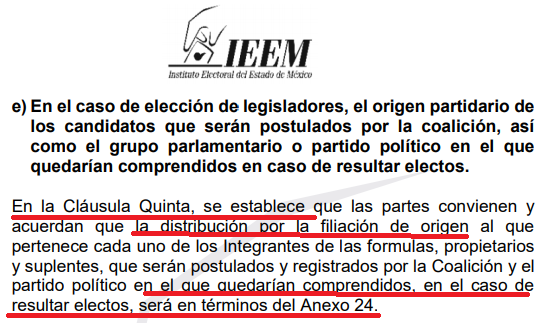 IEEM
Instituto Electoral del Estado de México
e) En el caso de elección de legisladores, el origen partidario de
los candidatos que serán postulados por la coalición, así
como el grupo parlamentario o partido político en el que
quedarían comprendidos en caso de resultar electos.
En la Cláusula Quinta, se establece que las partes convienen y
acuerdan que la distribución por la filiación de origen al que
pertenece cada uno de los Integrantes de las formulas, propietarios
y suplentes, que serán postulados y registrados por la Coalición y el
partido político en el que quedarían comprendidos, en el caso de
resultar electos, será en términos del Anexo 24.